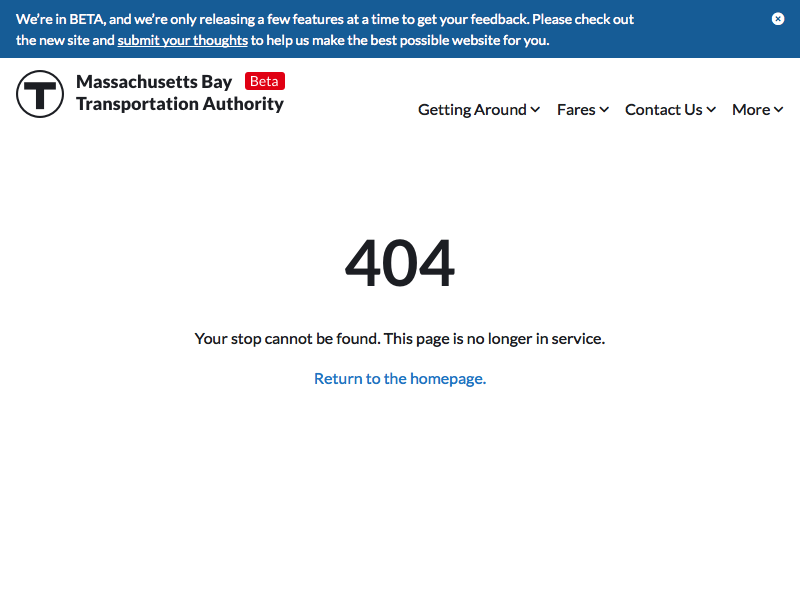 We're in BETA, and we're only releasing a few features at a time to get your feedback. Please check out
the new site and submit your thoughts to help us make the best possible website for you.
T
Massachusetts Bay Beta
Transportation Authority
Getting Around Fares Contact Us More
404
Your stop cannot be found. This page is no longer in service.
Return to the homepage.